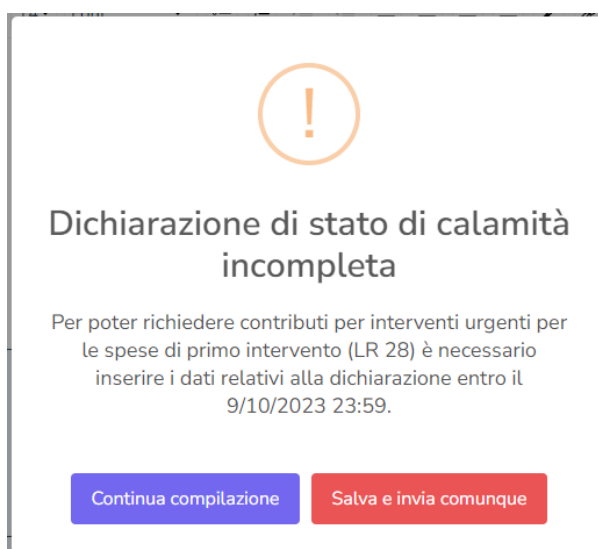 !
Dichiarazione di stato di calamità
incompleta
Per poter richiedere contributi per interventi urgenti per
le spese di primo intervento (LR 28) è necessario
inserire i dati relativi alla dichiarazione entro il
9/10/2023 23:59.
Continua compilazione
Salva e invia comunque